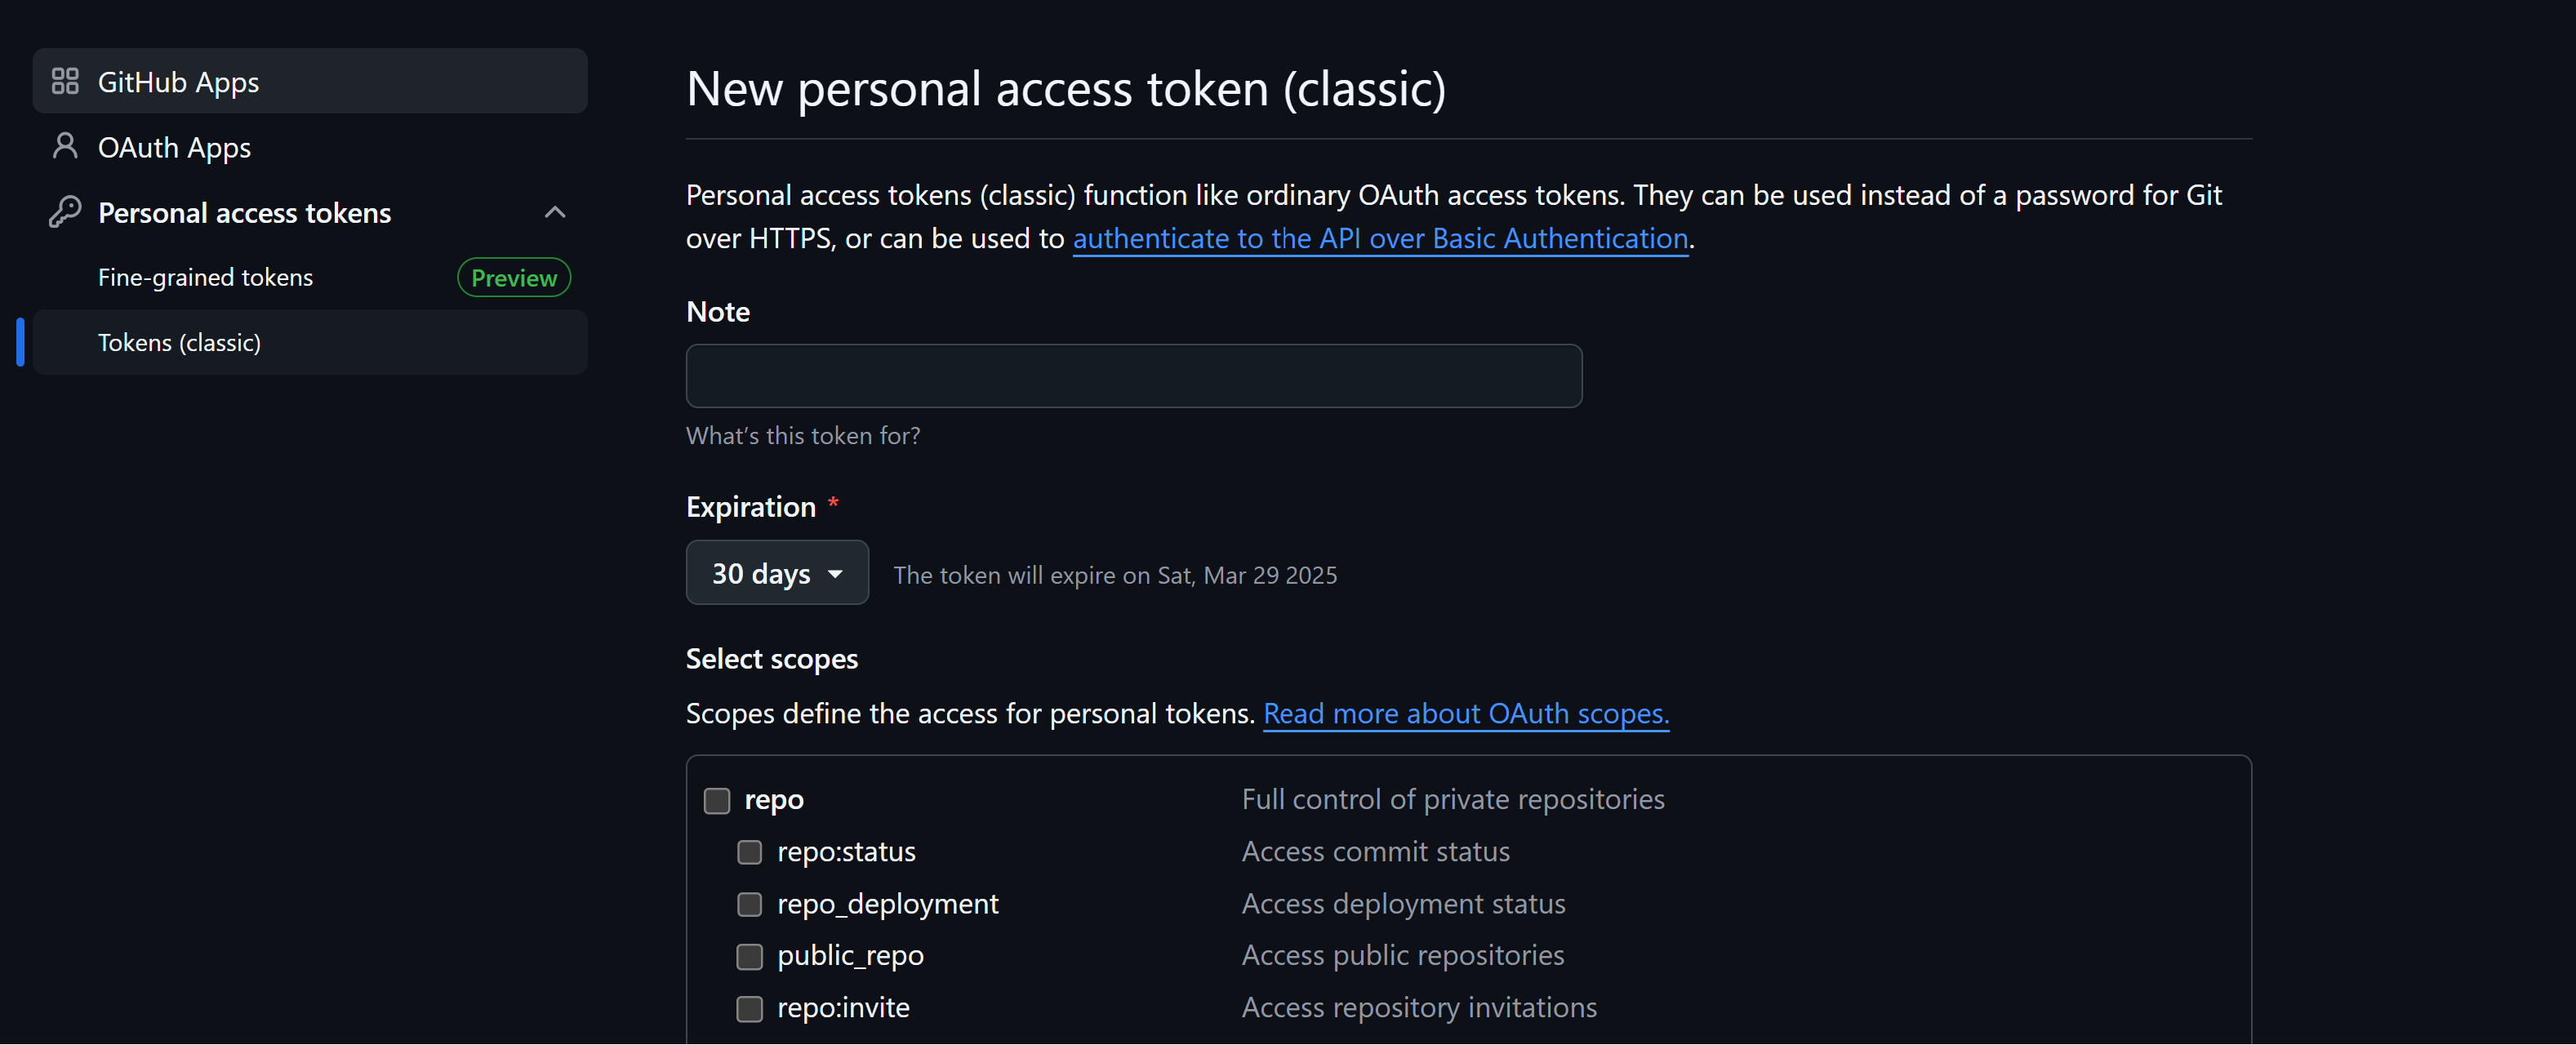 GitHub Apps
OAuth Apps
Personal access tokens
Fine-grained tokens
Preview
Tokens (classic)
New personal access token (classic)
Personal access tokens (classic) function like ordinary OAuth access tokens. They can be used instead of a password for Git
over HTTPS, or can be used to authenticate to the API over Basic Authentication.
Note
What’s this token for?
Expiration *
30 days
The token will expire on Sat, Mar 29 2025
Select scopes
Scopes define the access for personal tokens. Read more about OAuth scopes.
repo Full control of private repositories
repo:status Access commit status
repo_deployment Access deployment status
public_repo Access public repositories
repo:invite Access repository invitations